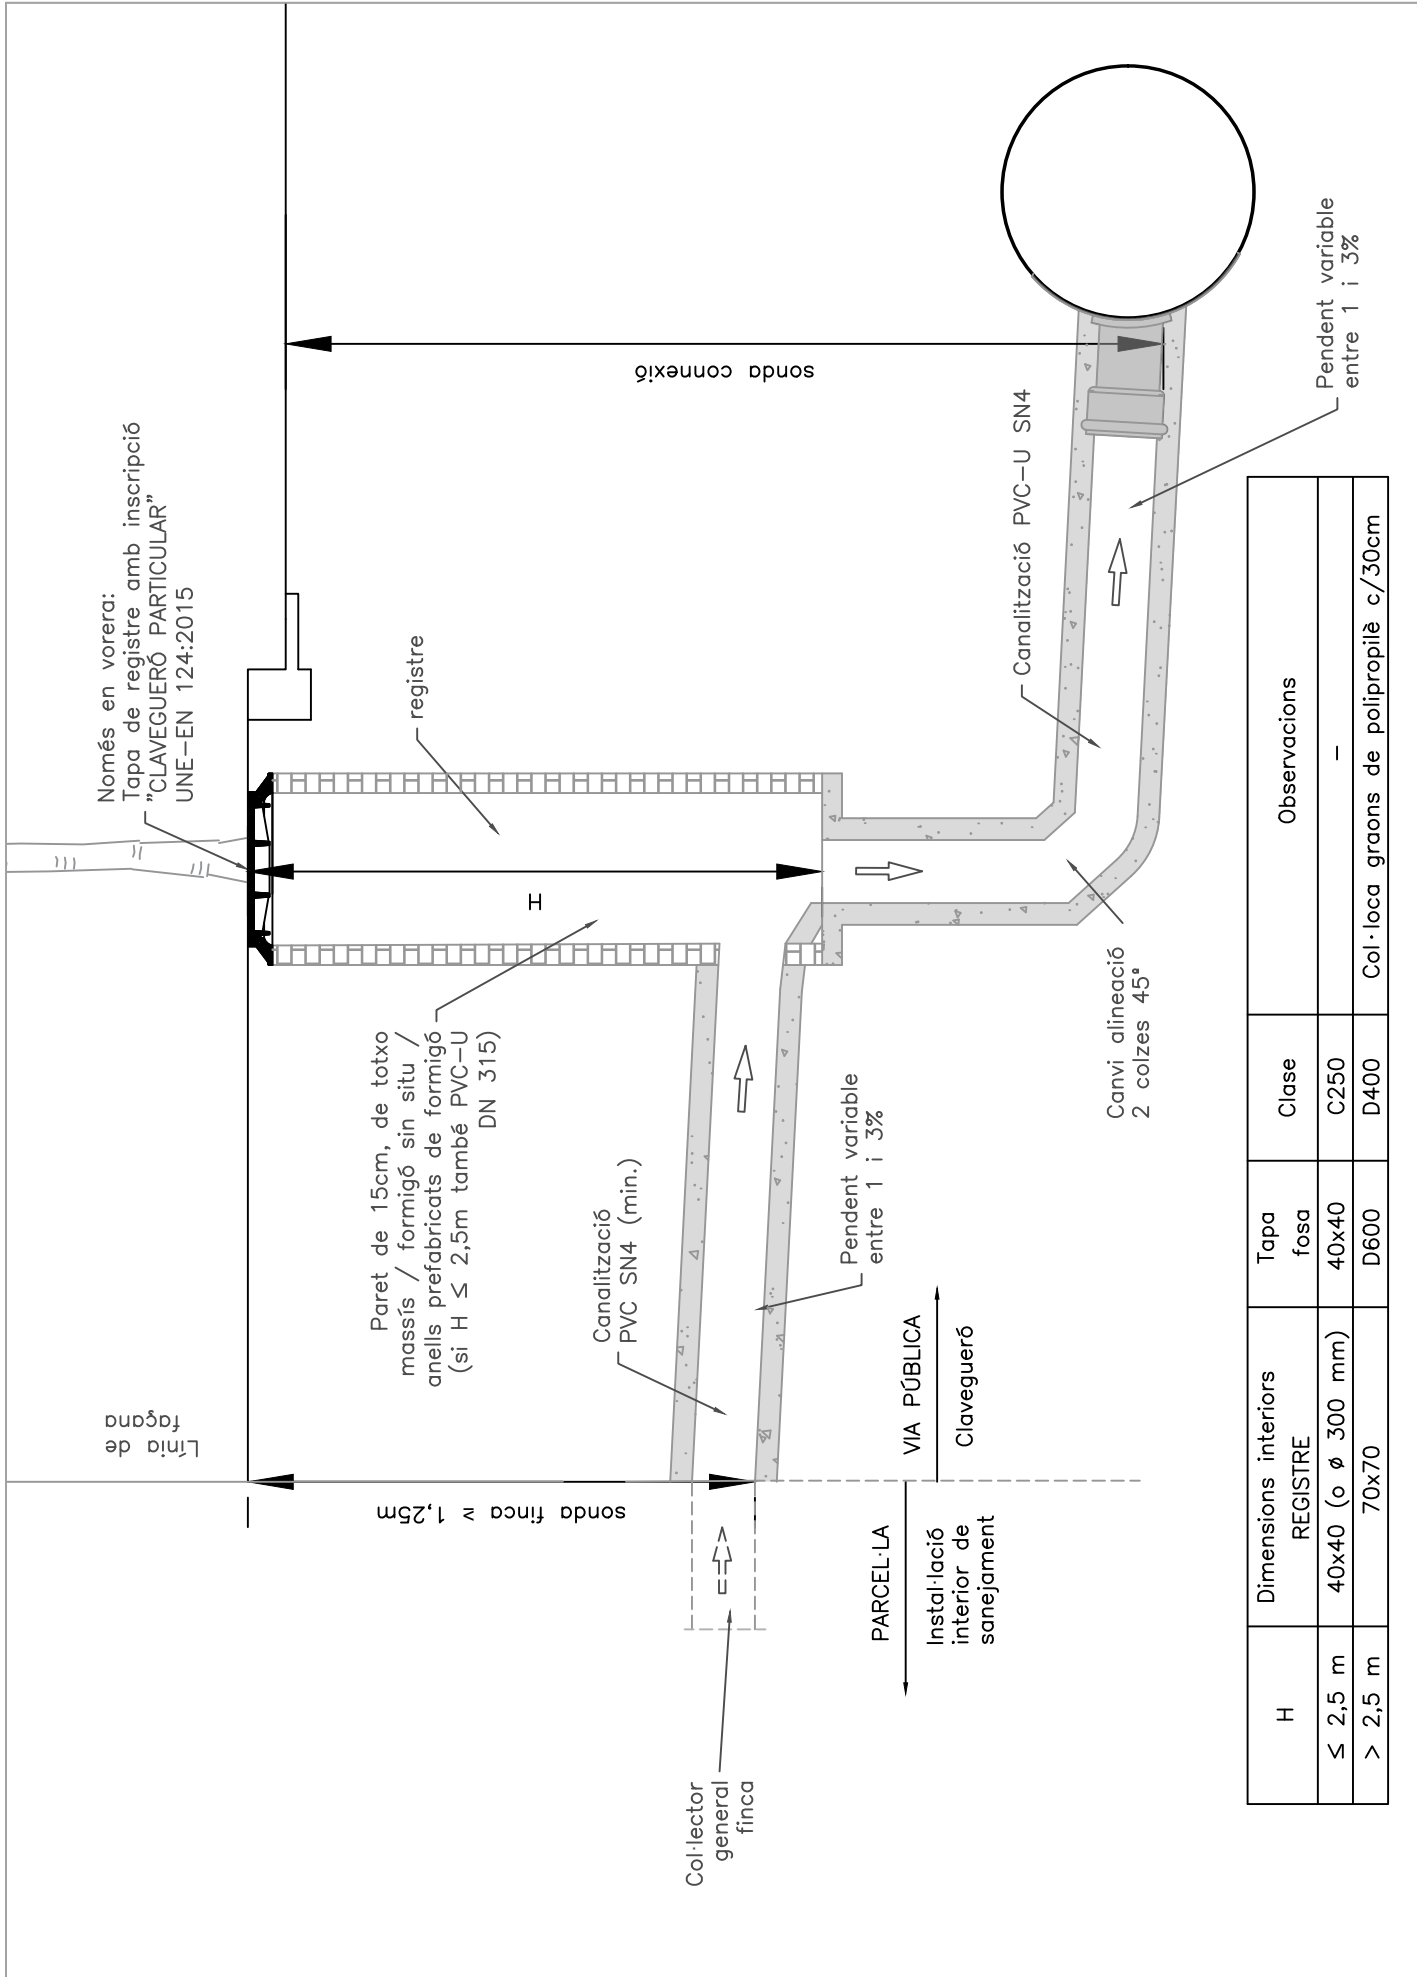 Línia de
façana
Només en vorera:
Tapa de registre amb inscripció
"CLAVEGUERÓ PARTICULAR"
UNE-EN 124:2015
Paret de 15cm, de totxo
massís / formigó sin situ /
anells prefabricats de formigó
(si H ≤ 2,5m també PVC-U
DN 315)
registre
H
sonda finca ≥ 1,25m
sonda connexió
Canalització
PVC SN4 (min.)
Col·lector
general
finca
Pendent variable
entre 1 i 3%
PARCEL·LA
Instal·lació
interior de
sanejament
VIA PÚBLICA
Clavegueró
Canalització PVC-U SN4
Canvi alineació
2 colzes 45ª
Pendent variable
entre 1 i 3%
H Dimensions interiors REGISTRE Tapa fosa Clase Observacions
≤ 2,5 m 40x40 (o ø 300 mm) 40x40 C250 –
> 2,5 m 70x70 D600 D400 Col·loca graons de polipropilè c/30cm